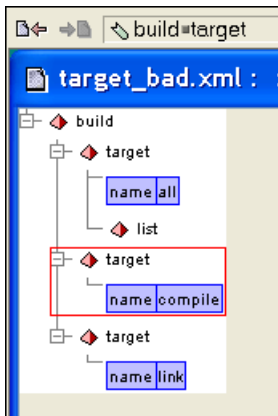 build=target
target_bad.xml :
build
target
name all
list
target
name compile
target
name link